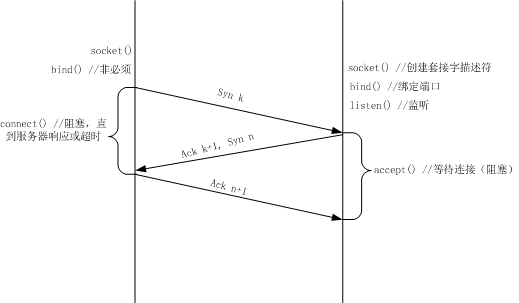 socket()
bind() //非必须
connect() //阻塞，直
到服务器响应或超时
Syn k
Ack k+1, Syn n
Ack n+1
socket() //创建套接字描述符
bind() //绑定端口
listen() //监听
accept() //等待连接（阻塞）